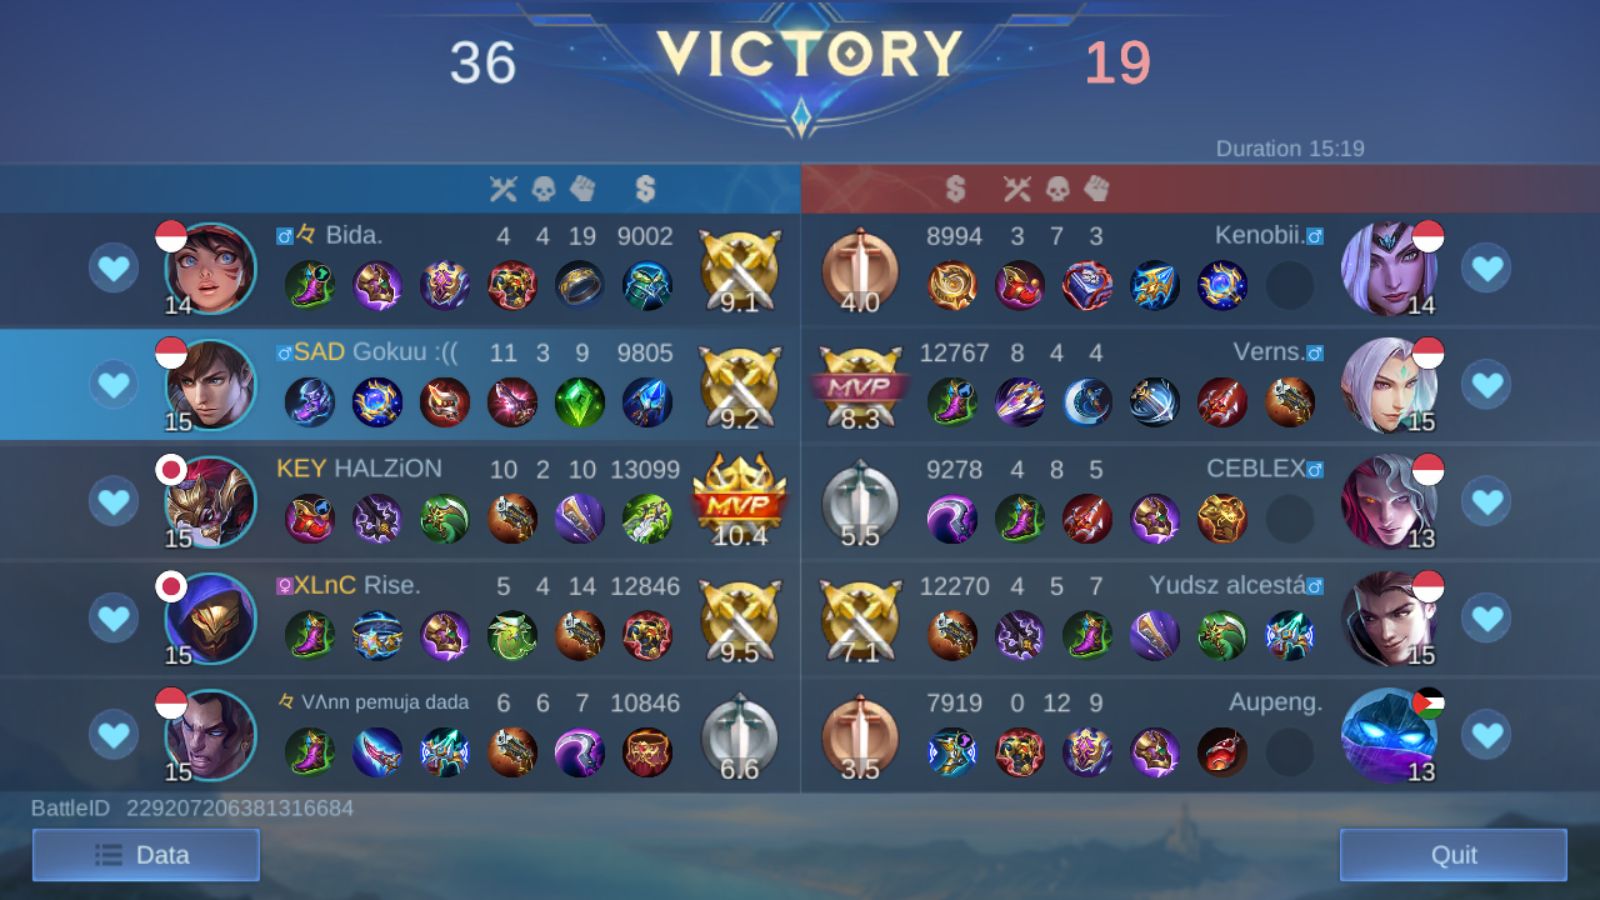 36 VICTORY 19
Duration 15:19
々 Bida. 4 4 19 9002
14 9.1
8994 3 7 3 Kenobii.
4.0 14
SAD Gokuu :(( 11 3 9 9805
15 9.2
12767 8 4 4 Verns.
MVP
8.3 15
KEY HALZiON 10 2 10 13099
MVP
15 10.4
9278 4 8 5 CEBLEX
5.5 13
XLnC Rise. 5 4 14 12846
15 9.5
12270 4 5 7 Yudsz alcestá
7.1 15
々 VΛnn pemuja dada 6 6 7 10846
15 6.6
7919 0 12 9 Aupeng.
3.5 13
BattleID 229207206381316684
Data
Quit